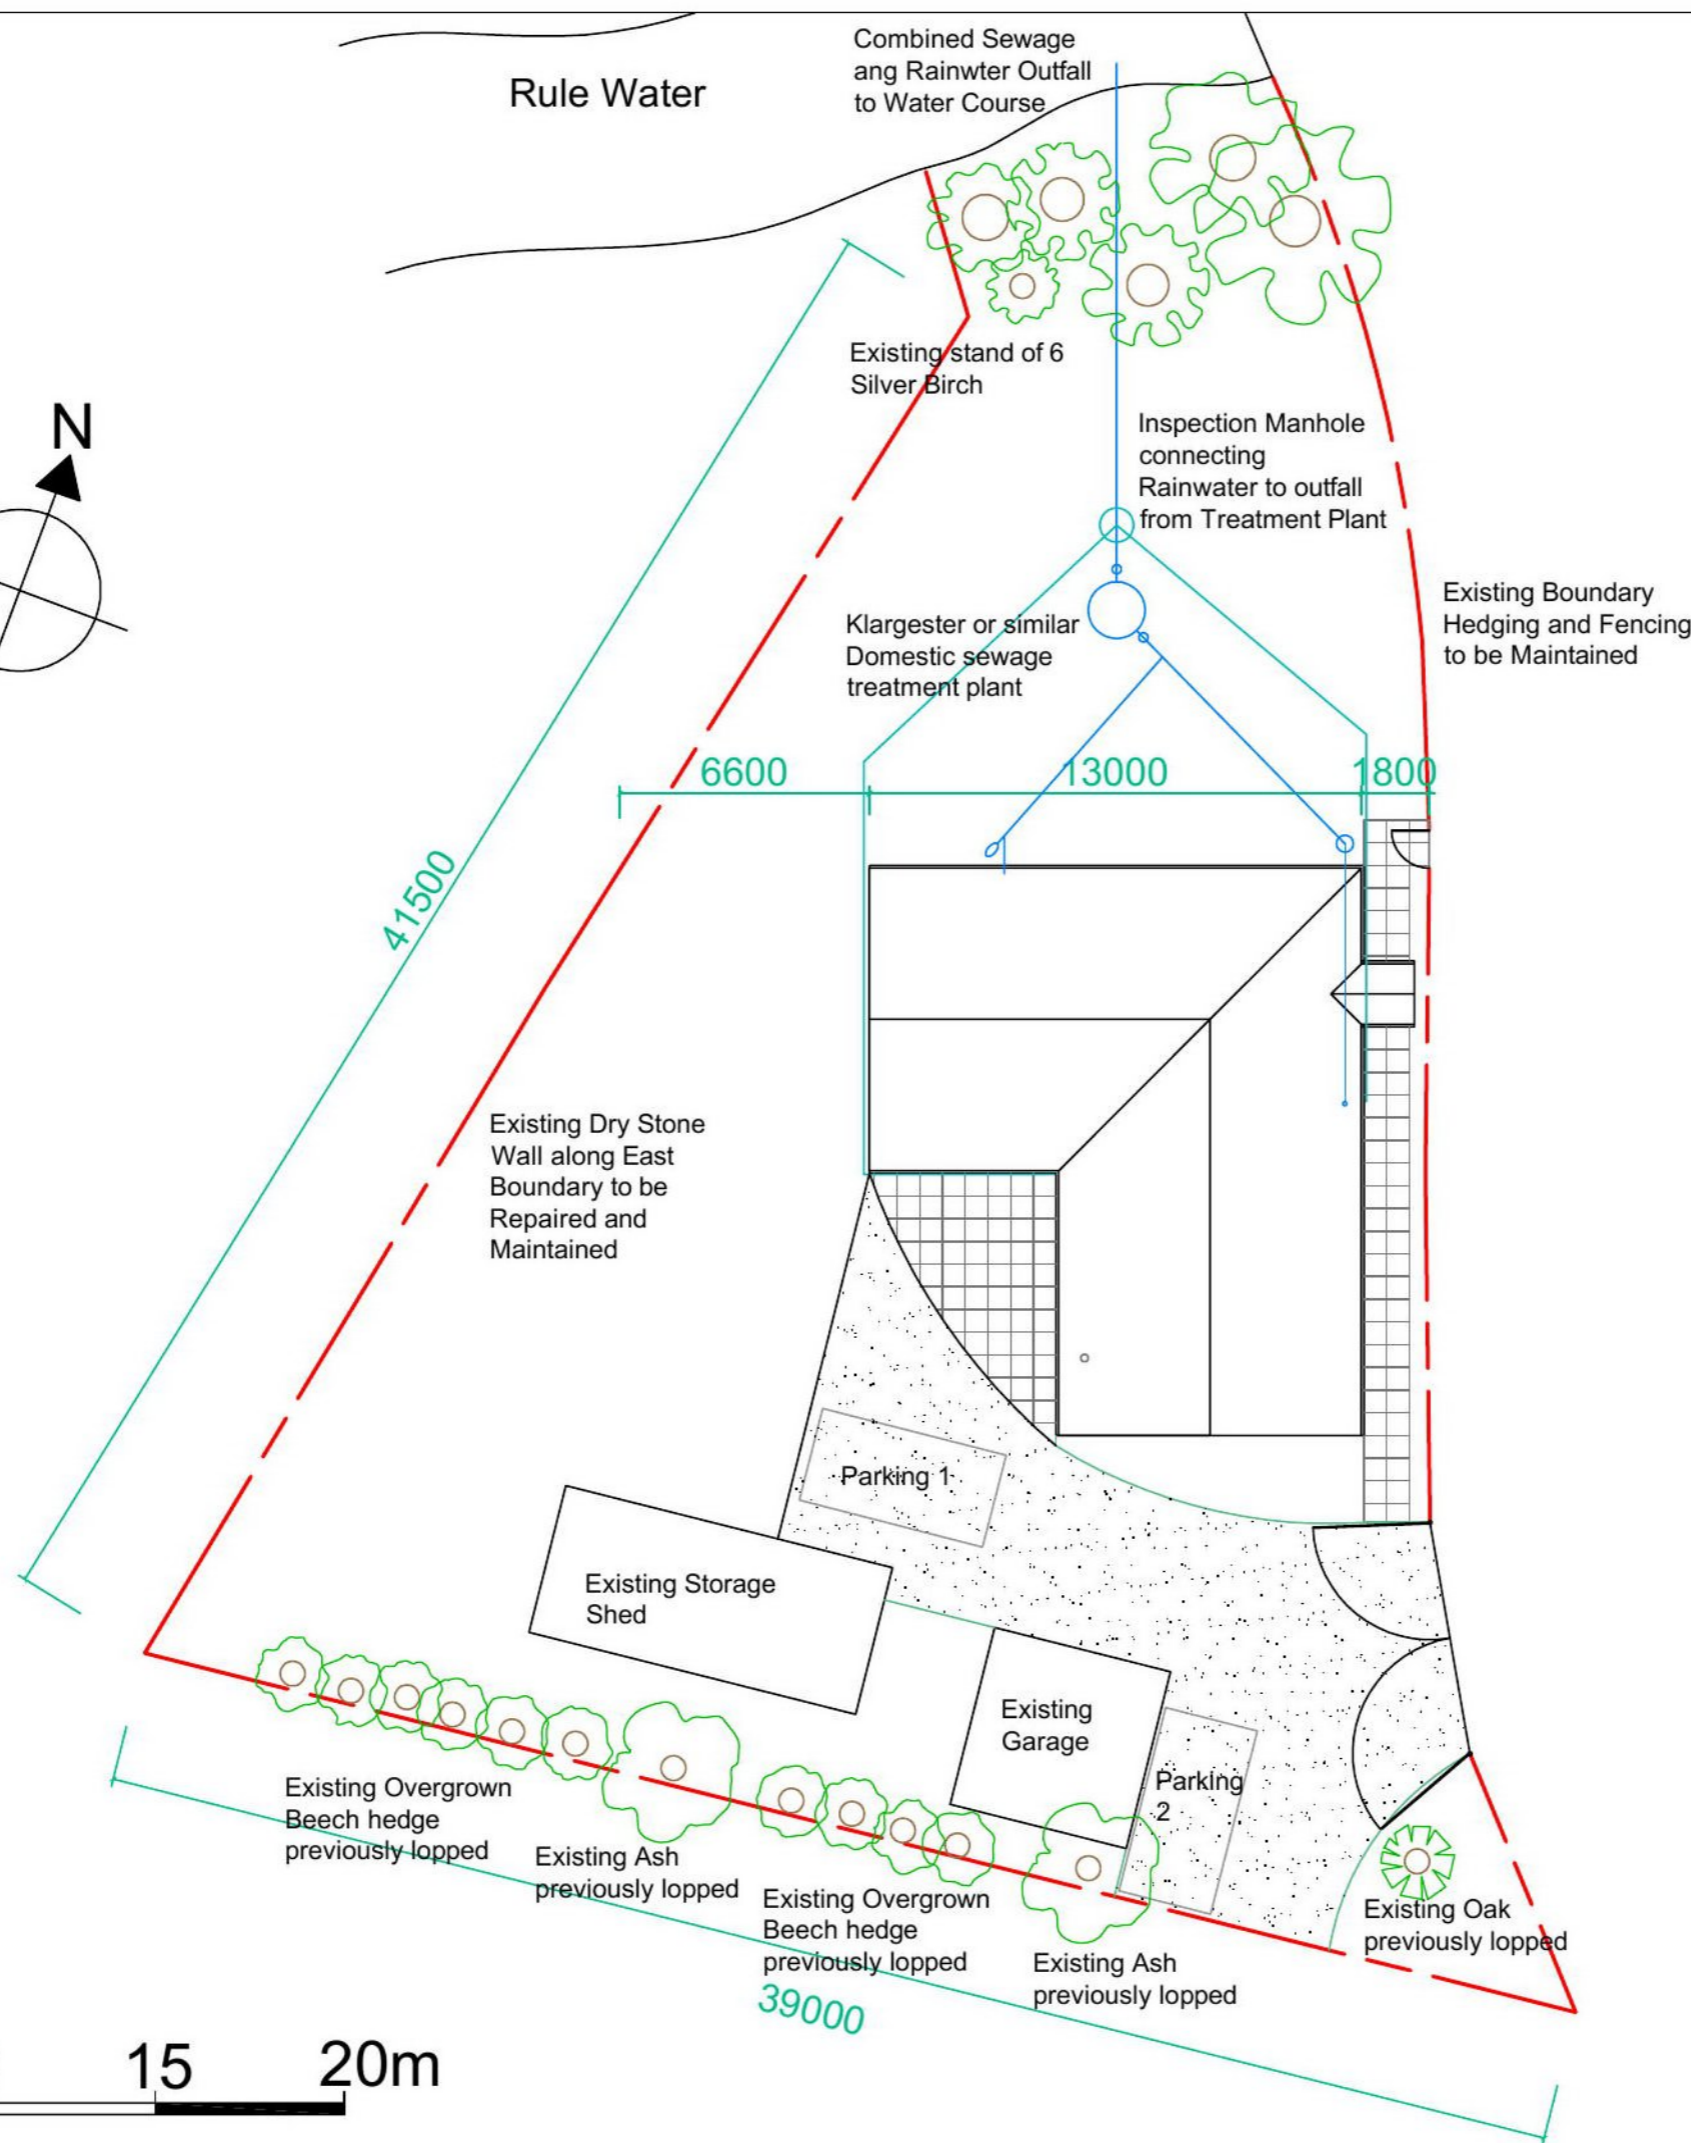 Combined Sewage
ang Rainwter Outfall
to Water Course
Rule Water
Existing stand of 6
Silver Birch
N
Inspection Manhole
connecting
Rainwater to outfall
from Treatment Plant
Existing Boundary
Hedging and Fencing
to be Maintained
Klargester or similar
Domestic sewage
treatment plant
6600
13000
1800
41500
Existing Dry Stone
Wall along East
Boundary to be
Repaired and
Maintained
Parking 1
Existing Storage
Shed
Existing
Garage
Parking
2
Existing Overgrown
Beech hedge
previously lopped
Existing Ash
previously lopped
Existing Overgrown
Beech hedge
previously lopped
Existing Ash
previously lopped
Existing Oak
previously lopped
39000
15
20m